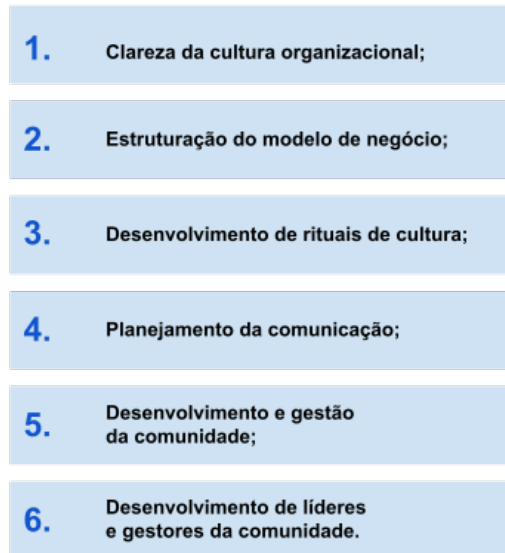 1. Clareza da cultura organizacional;
2. Estruturação do modelo de negócio;
3. Desenvolvimento de rituais de cultura;
4. Planejamento da comunicação;
5. Desenvolvimento e gestão
da comunidade;
6. Desenvolvimento de líderes
e gestores da comunidade.